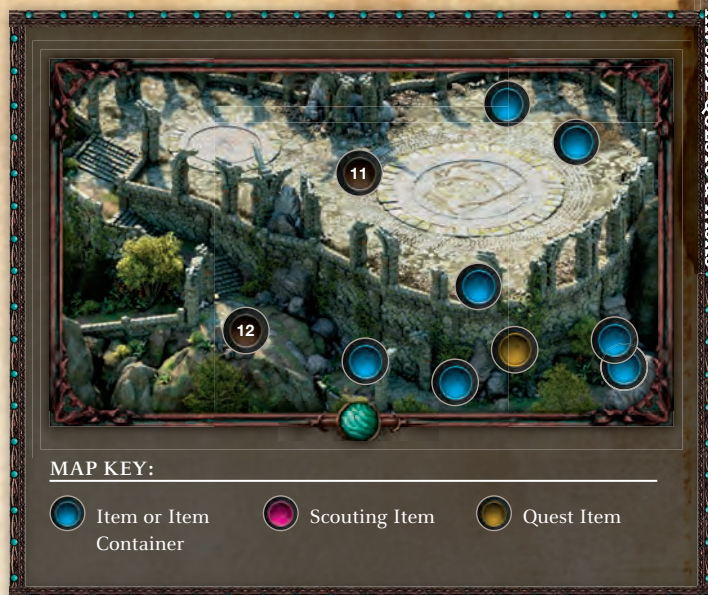 11
12
MAP KEY:
Item or Item
Container
Scouting Item
Quest Item